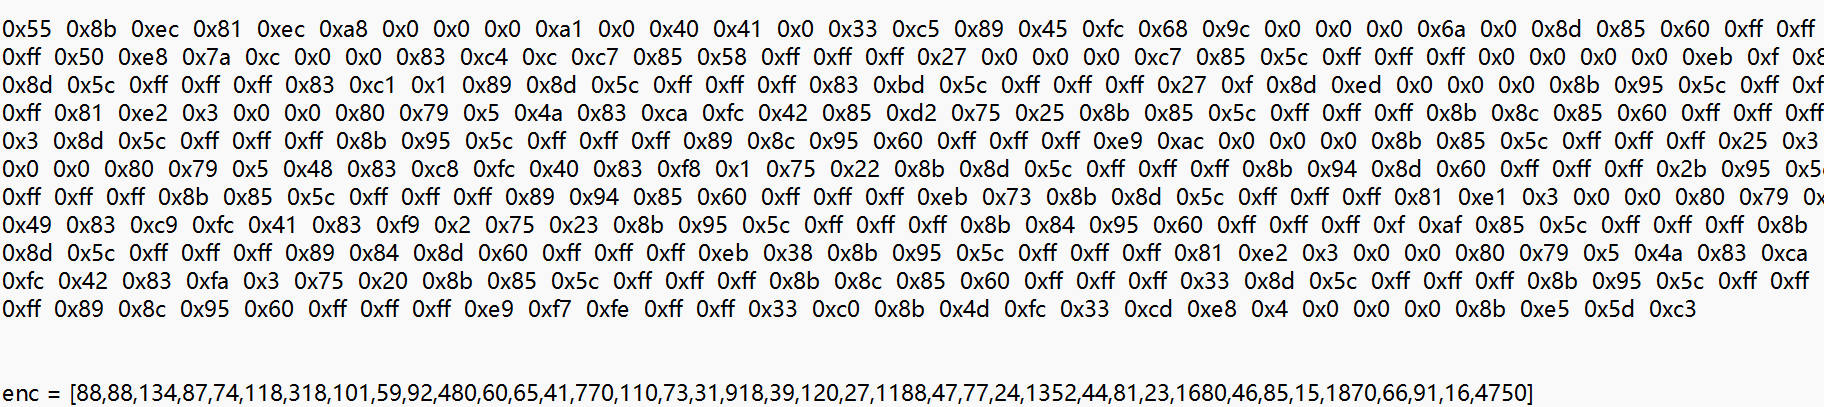 0x55 0x8b 0xec 0x81 0xec 0xa8 0x0 0x0 0x0 0xa1 0x0 0x40 0x41 0x0 0x33 0xc5 0x89 0x45 0xfc 0x68 0x9c 0x0 0x0 0x0 0x6a 0x0 0x8d 0x85 0x60 0xff 0xff
0xff 0x50 0xe8 0x7a 0xc 0x0 0x0 0x83 0xc4 0xc 0xc7 0x85 0x58 0xff 0xff 0xff 0x27 0x0 0x0 0x0 0xc7 0x85 0x5c 0xff 0xff 0xff 0x0 0x0 0x0 0x0 0xeb 0xf
0x8d 0x5c 0xff 0xff 0xff 0x83 0xc1 0x1 0x89 0x8d 0x5c 0xff 0xff 0xff 0x83 0xbd 0x5c 0xff 0xff 0xff 0x27 0xf 0x8d 0xed 0x0 0x0 0x0 0x8b 0x95 0x5c 0xff
0xff 0x81 0xe2 0x3 0x0 0x0 0x80 0x79 0x5 0x4a 0x83 0xca 0xfc 0x42 0x85 0xd2 0x75 0x25 0x8b 0x85 0x5c 0xff 0xff 0xff 0x8b 0x8c 0x85 0x60 0xff 0xff 0xff
0x3 0x8d 0x5c 0xff 0xff 0xff 0x8b 0x95 0x5c 0xff 0xff 0xff 0x89 0x8c 0x95 0x60 0xff 0xff 0xff 0xe9 0xac 0x0 0x0 0x0 0x8b 0x85 0x5c 0xff 0xff 0xff 0x25 0x3
0x0 0x0 0x80 0x79 0x5 0x48 0x83 0xc8 0xfc 0x40 0x83 0xf8 0x1 0x75 0x22 0x8b 0x8d 0x5c 0xff 0xff 0xff 0x8b 0x94 0x8d 0x60 0xff 0xff 0xff 0x2b 0x95
0xff 0xff 0xff 0x8b 0x85 0x5c 0xff 0xff 0xff 0x89 0x94 0x85 0x60 0xff 0xff 0xff 0xeb 0x73 0x8b 0x8d 0x5c 0xff 0xff 0xff 0x81 0xe1 0x3 0x0 0x0 0x80 0x79
0x49 0x83 0xc9 0xfc 0x41 0x83 0xf9 0x2 0x75 0x23 0x8b 0x95 0x5c 0xff 0xff 0xff 0x8b 0x84 0x95 0x60 0xff 0xff 0xff 0xf 0xaf 0x85 0x5c 0xff 0xff 0xff 0x8b
0x8d 0x5c 0xff 0xff 0xff 0x89 0x84 0x8d 0x60 0xff 0xff 0xff 0xeb 0x38 0x8b 0x95 0x5c 0xff 0xff 0xff 0x81 0xe2 0x3 0x0 0x0 0x80 0x79 0x5 0x4a 0x83 0xca
0xfc 0x42 0x83 0xfa 0x3 0x75 0x20 0x8b 0x85 0x5c 0xff 0xff 0xff 0x8b 0x8c 0x85 0x60 0xff 0xff 0xff 0x33 0x8d 0x5c 0xff 0xff 0xff 0x8b 0x95 0x5c 0xff 0xff
0xff 0x89 0x8c 0x95 0x60 0xff 0xff 0xff 0xe9 0xf7 0xfe 0xff 0xff 0x33 0xc0 0x8b 0x4d 0xfc 0x33 0xcd 0xe8 0x4 0x0 0x0 0x0 0x8b 0xe5 0x5d 0xc3
enc = [88,88,134,87,74,118,318,101,59,92,480,60,65,41,770,110,73,31,918,39,120,27,1188,47,77,24,1352,44,81,23,1680,46,85,15,1870,66,91,16,4750]